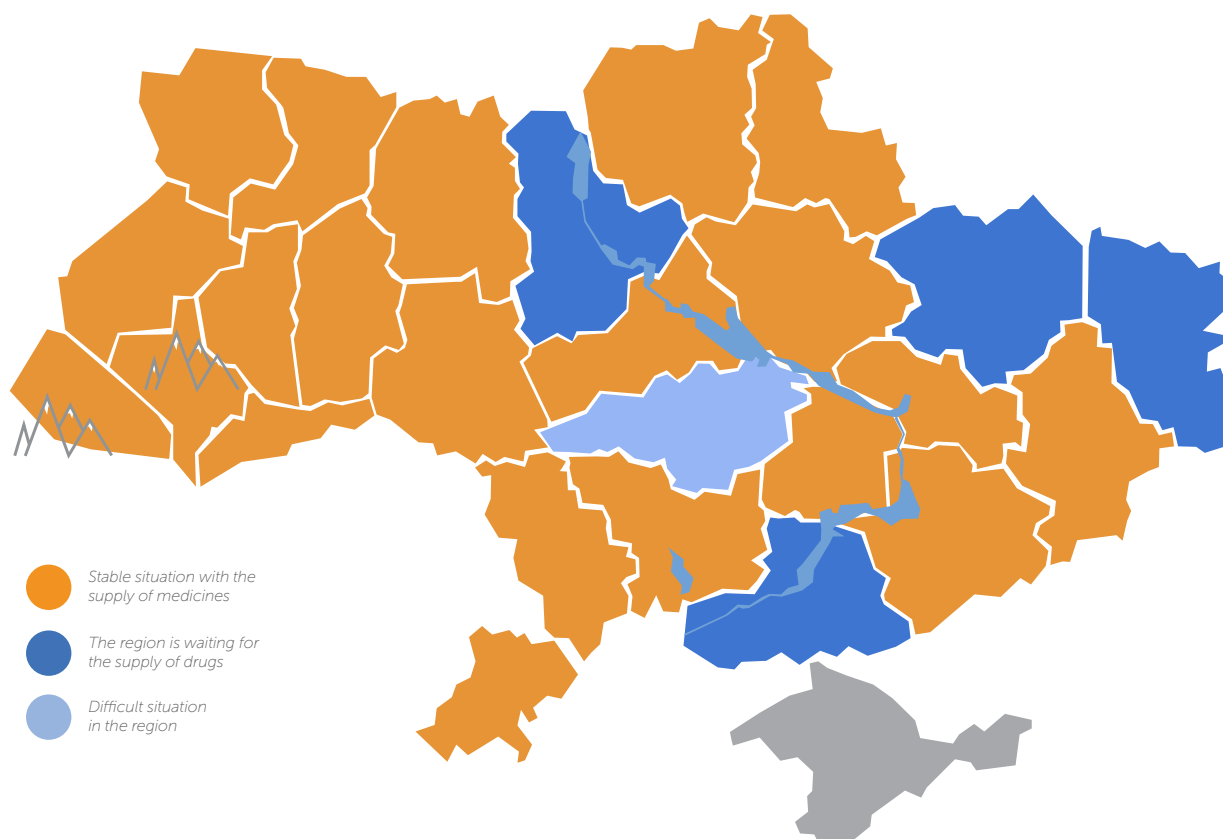 Stable situation with the
supply of medicines
The region is waiting for
the supply of drugs
Difficult situation
in the region